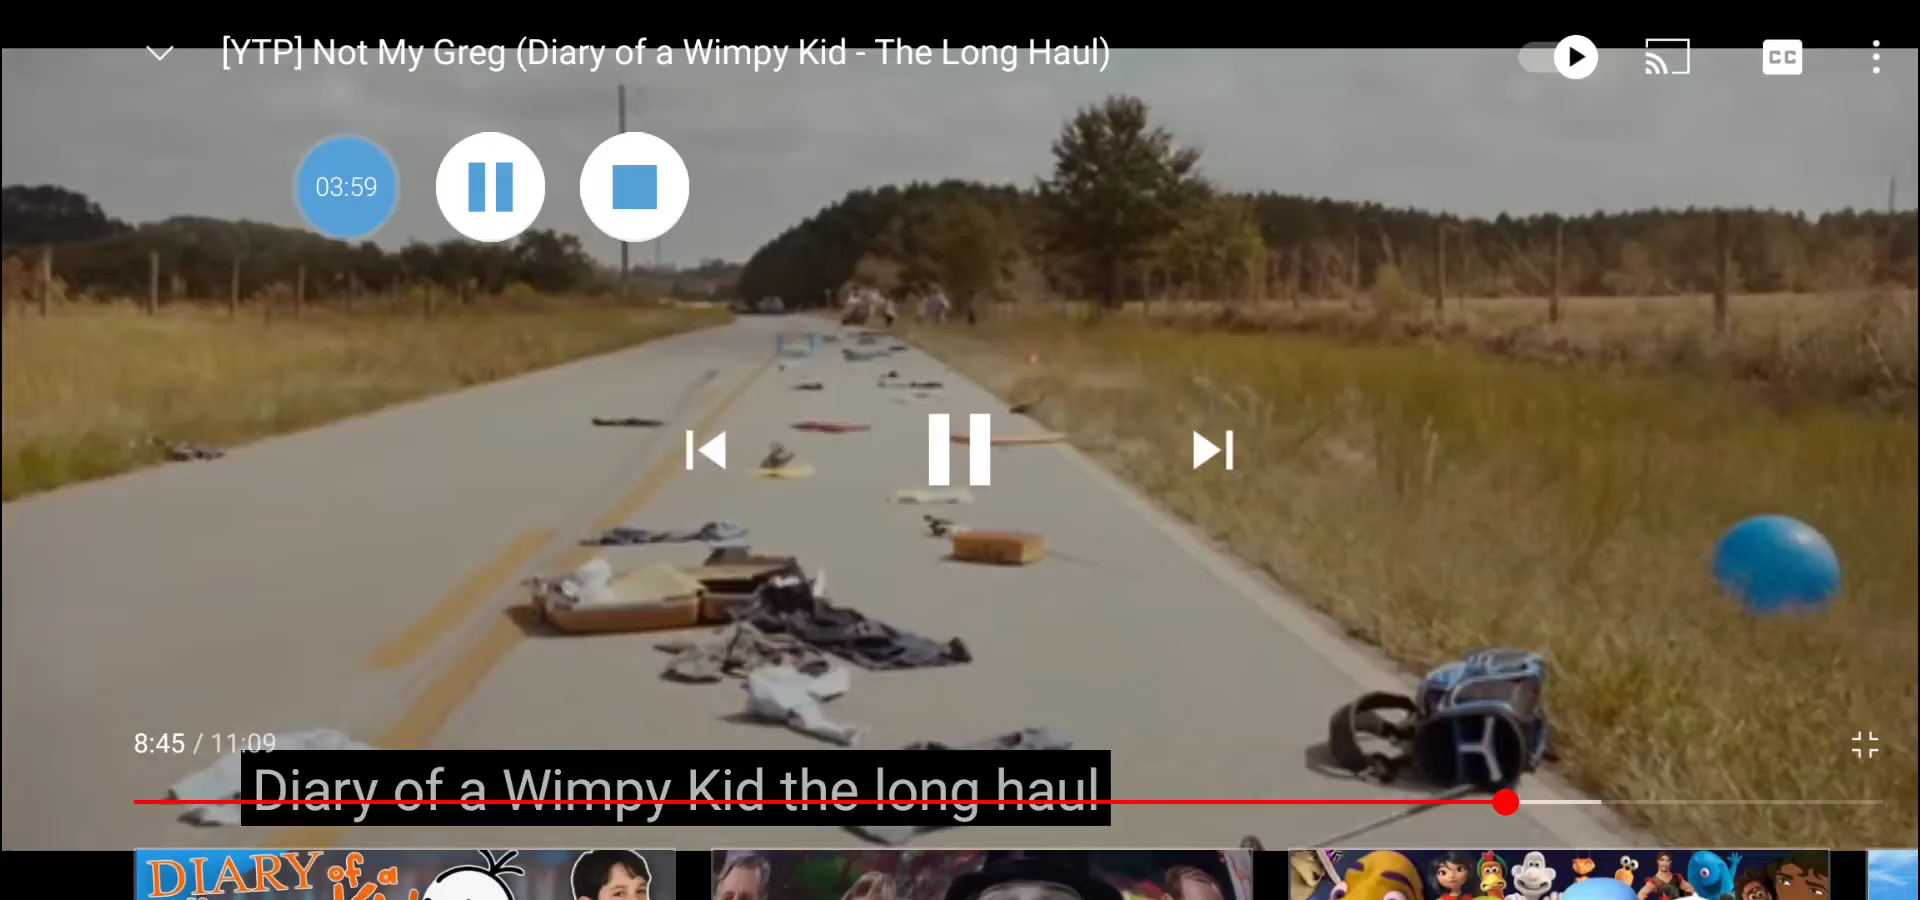 [YTP] Not My Greg (Diary of a Wimpy Kid - The Long Haul)
CC
03:59
8:45 / 11:09
Diary of a Wimpy Kid the long haul
DIARY of a